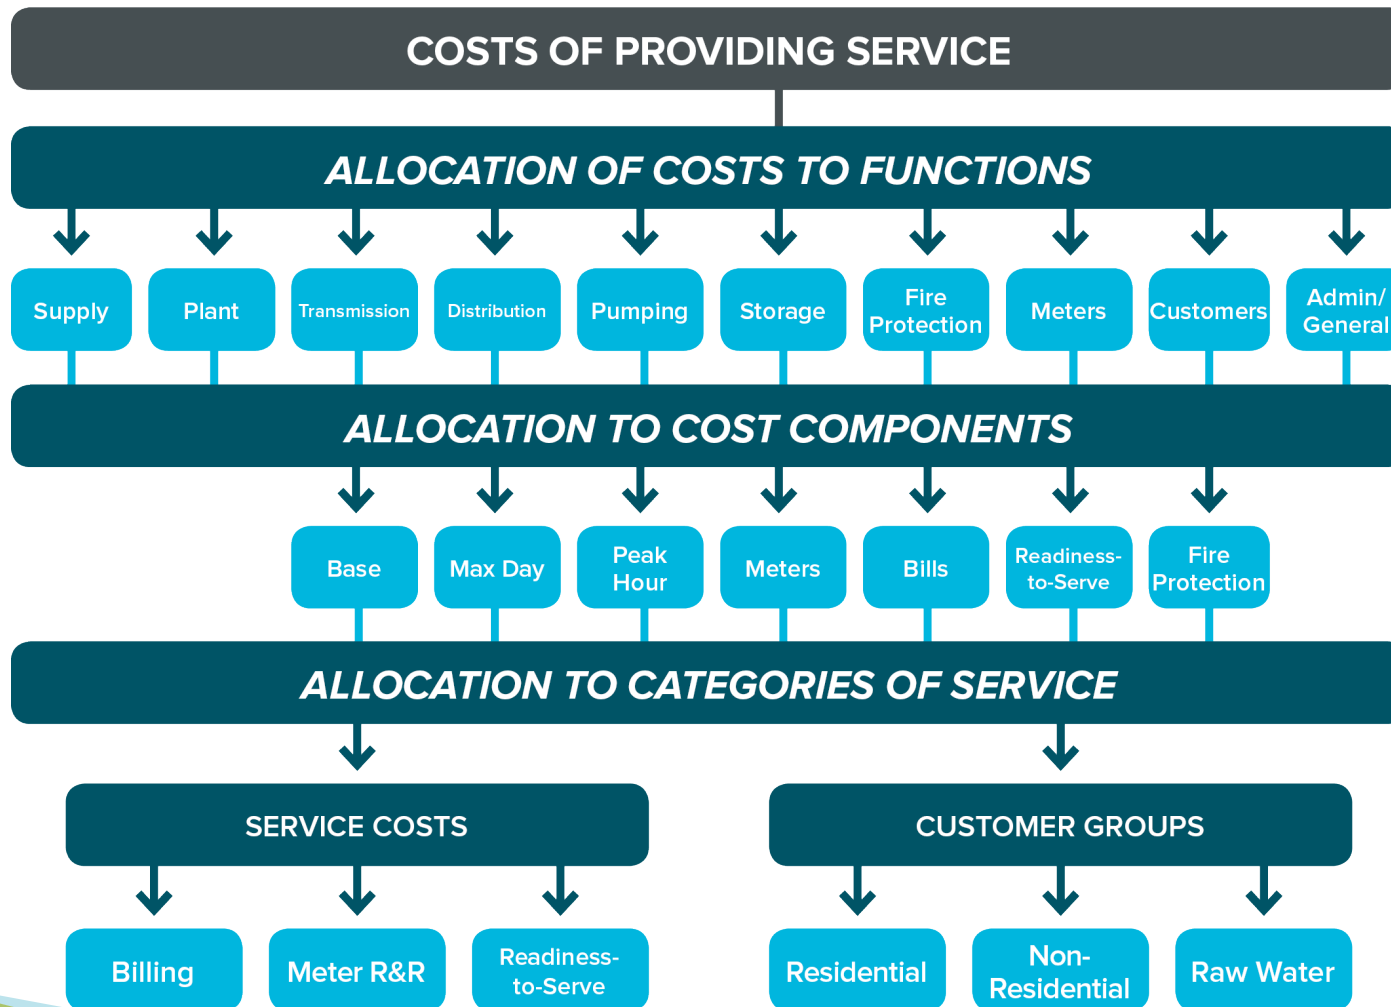 COSTS OF PROVIDING SERVICE
ALLOCATION OF COSTS TO FUNCTIONS
Supply
Plant
Transmission
Distribution
Pumping
Storage
Fire
Protection
Meters
Customers
Admin/
General
ALLOCATION TO COST COMPONENTS
Base
Max Day
Peak
Hour
Meters
Bills
Readiness-
to-Serve
Fire
Protection
ALLOCATION TO CATEGORIES OF SERVICE
SERVICE COSTS
CUSTOMER GROUPS
Billing
Meter R&R
Readiness-
to-Serve
Residential
Non-
Residential
Raw Water